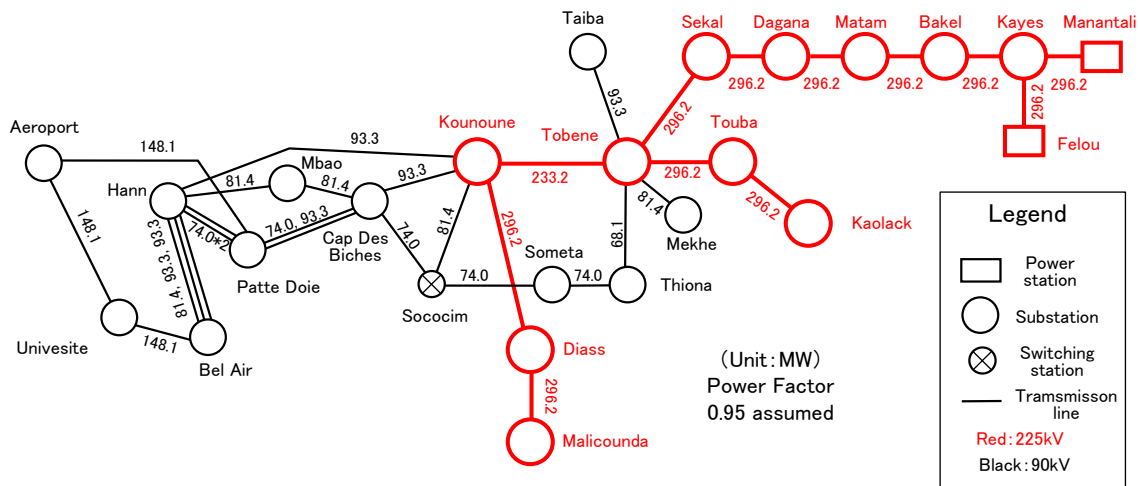 Taiba
Sekal
Dagana
Matam
Bakel
Kayes
Manantali
296.2
296.2
296.2
296.2
296.2
93.3
296.2
296.2
Aeroport
148.1
93.3
Kounoune
Tobene
Touba
Felou
Mbao
Hann
81.4
81.4
93.3
233.2
296.2
74.0*2
74.0, 93.3
81.4
296.2
81.4
296.2
Kaolack
148.1
81.4, 93.3, 93.3
Cap Des
Biches
74.0
68.1
Mekhe
Patte Doie
Someta
74.0
74.0
Thiona
Sococim
Univesite
148.1
Bel Air
Diass
296.2
Malicounda
(Unit:MW)
Power Factor
0.95 assumed
Legend
Power
station
Substation
Switching
station
Tramsmisson
line
Red:225kV
Black:90kV